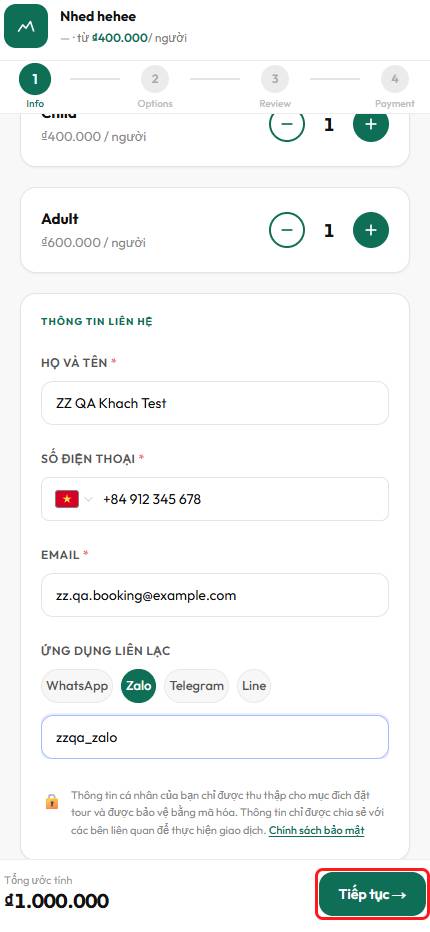 Nhed hehee
— · từ ₫400.000/ người
1
2
3
4
Info
Options
Review
Payment
Child
₫400.000 / người
1
Adult
₫600.000 / người
1
THÔNG TIN LIÊN HỆ
HỌ VÀ TÊN *
ZZ QA Khach Test
SỐ ĐIỆN THOẠI *
+84 912 345 678
EMAIL *
zz.qa.booking@example.com
ỨNG DỤNG LIÊN LẠC
WhatsApp Zalo Telegram Line
zzqa_zalo
Thông tin cá nhân của bạn chỉ được thu thập cho mục đích đặt
tour và được bảo vệ bằng mã hóa. Thông tin chỉ được chia sẻ với
các bên liên quan để thực hiện giao dịch. Chính sách bảo mật
Tổng ước tính
₫1.000.000
Tiếp tục →